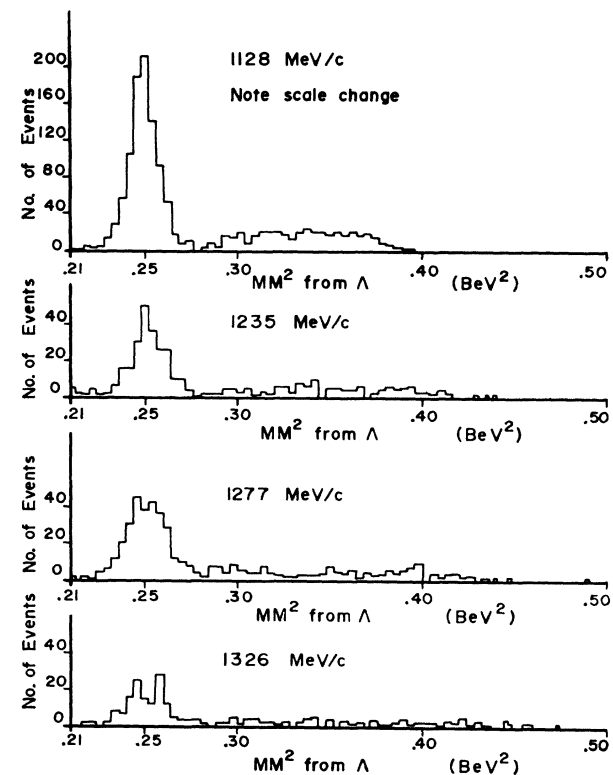 No. of Events
200
160
120
80
40
0
1128 MeV/c
Note scale change
.21 .25 .30 .40 .50
MM² from Λ (BeV²)
No. of Events
40
20
0
1235 MeV/c
.21 .25 .30 .40 .50
MM² from Λ (BeV²)
No. of Events
40
20
0
1277 MeV/c
.21 .25 .30 .40 .50
MM² from Λ (BeV²)
No. of Events
40
20
0
1326 MeV/c
.21 .25 .30 .40 .50
MM² from Λ (BeV²)